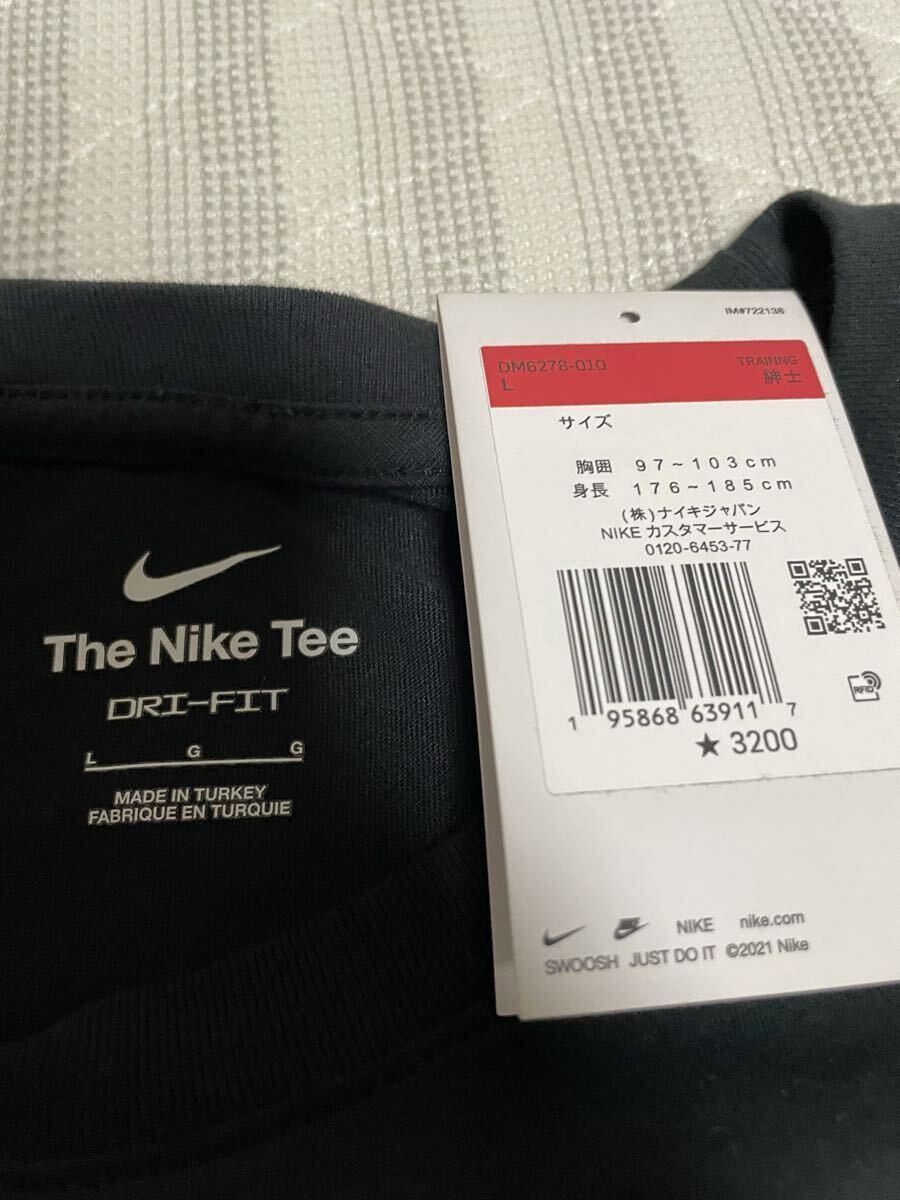 The Nike Tee
DRI-FIT
L G G
MADE IN TURKEY
FABRIQUE EN TURQUIE
IM#722138
DM6278-010 TRAINNG
L 紳士
サイズ
胸囲 97~103cm
身長 176~185cm
(株)ナイキジャパン
NIKE カスタマーサービス
0120-6453-77
1 95868 63911 7
★3200
RFID
NIKE nike.com
SWOOSH JUST DO IT ©2021 Nike